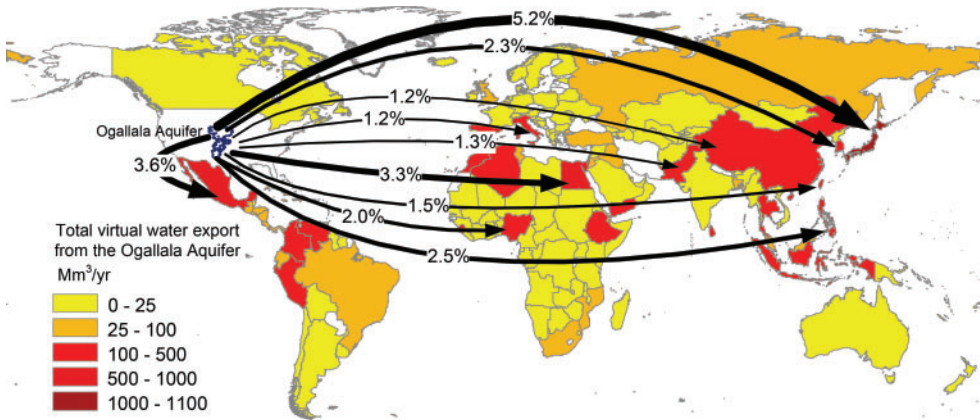 5.2%
2.3%
1.2%
Ogallala Aquifer
1.2%
1.3%
3.6%
3.3%
1.5%
2.0%
2.5%
Total virtual water export
from the Ogallala Aquifer
Mm³/yr
0 - 25
25 - 100
100 - 500
500 - 1000
1000 - 1100